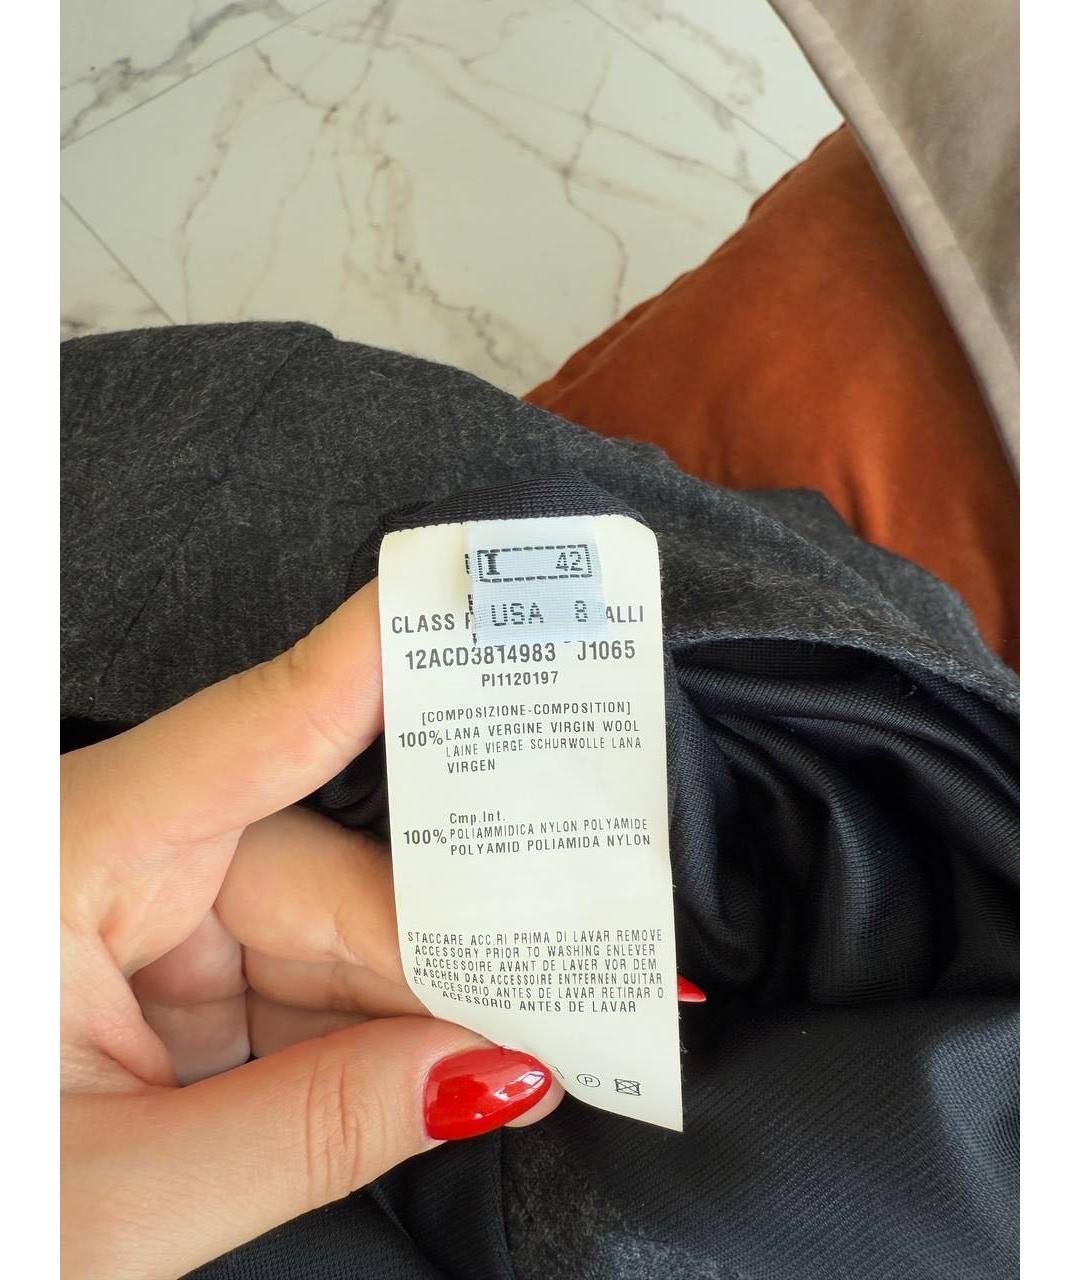 I 42
USA 8
CLASS ALLI
12ACD3814983 J1065
PI1120197
[COMPOSIZIONE-COMPOSITION]
100% LANA VERGINE VIRGIN WOOL
LAINE VIERGE SCHURWOLLE LANA
VIRGEN
Cmp.Int.
100% POLIAMMIDICA NYLON POLYAMIDE
POLYAMID POLIAMIDA NYLON
STACCARE ACC.RI PRIMA DI LAVAR REMOVE
ACCESSORY PRIOR TO WASHING ENLEVER
L'ACCESSOIRE AVANT DE LAVER VOR DEM
WASCHEN DAS ACCESSOIRE ENTFERNEN QUITAR
EL ACCESORIO ANTES DE LAVAR RETIRAR O
ACESSORIO ANTES DE LAVAR
P